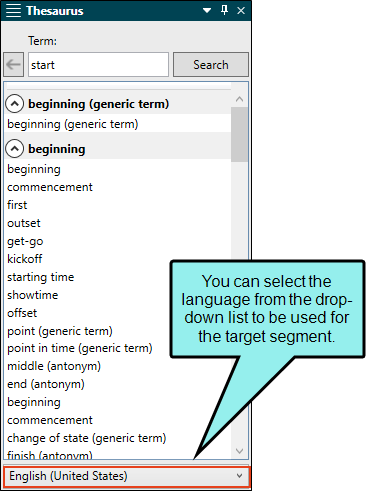 Thesaurus
Term:
start
Search
beginning (generic term)
beginning (generic term)
beginning
beginning
commencement
first
outset
get-go
kickoff
starting time
showtime
offset
point (generic term)
point in time (generic term)
middle (antonym)
end (antonym)
beginning
commencement
change of state (generic term)
finish (antonym)
You can select the
language from the drop-
down list to be used for
the target segment.
English (United States)